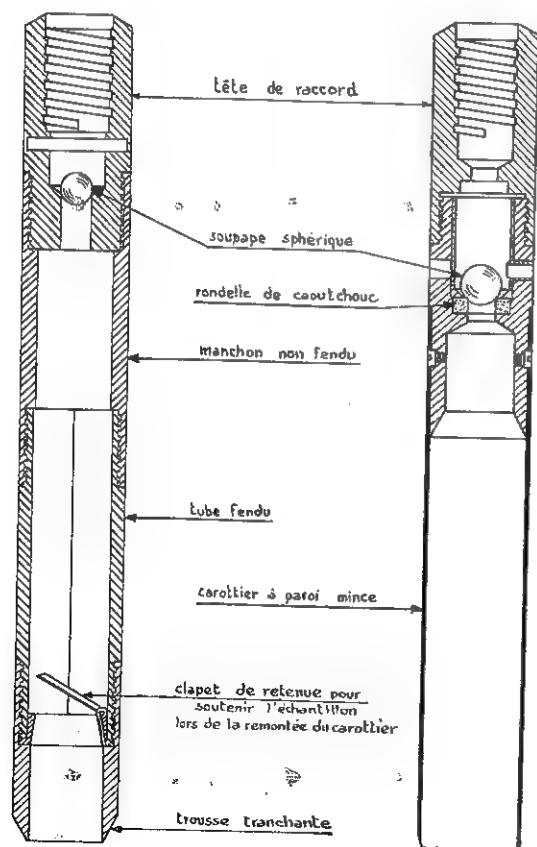 tête de raccord
soupape sphérique
rondelle de caoutchouc
manchon non fendu
tube fendu
carottier à paroi mince
clapet de retenue pour
soutenir l'échantillon
lors de la remontée du carottier
trousse tranchante